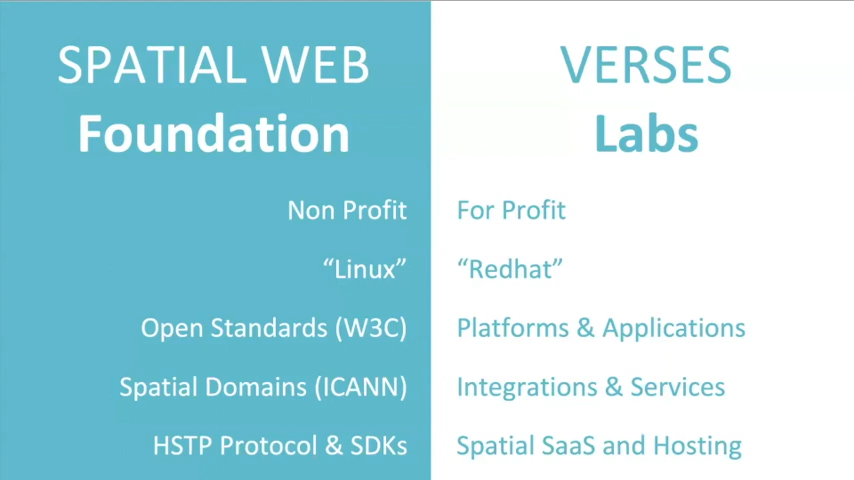 SPATIAL WEB
Foundation
Non Profit
“Linux”
Open Standards (W3C)
Spatial Domains (ICANN)
HSTP Protocol & SDKs
VERSES
Labs
For Profit
“Redhat”
Platforms & Applications
Integrations & Services
Spatial SaaS and Hosting